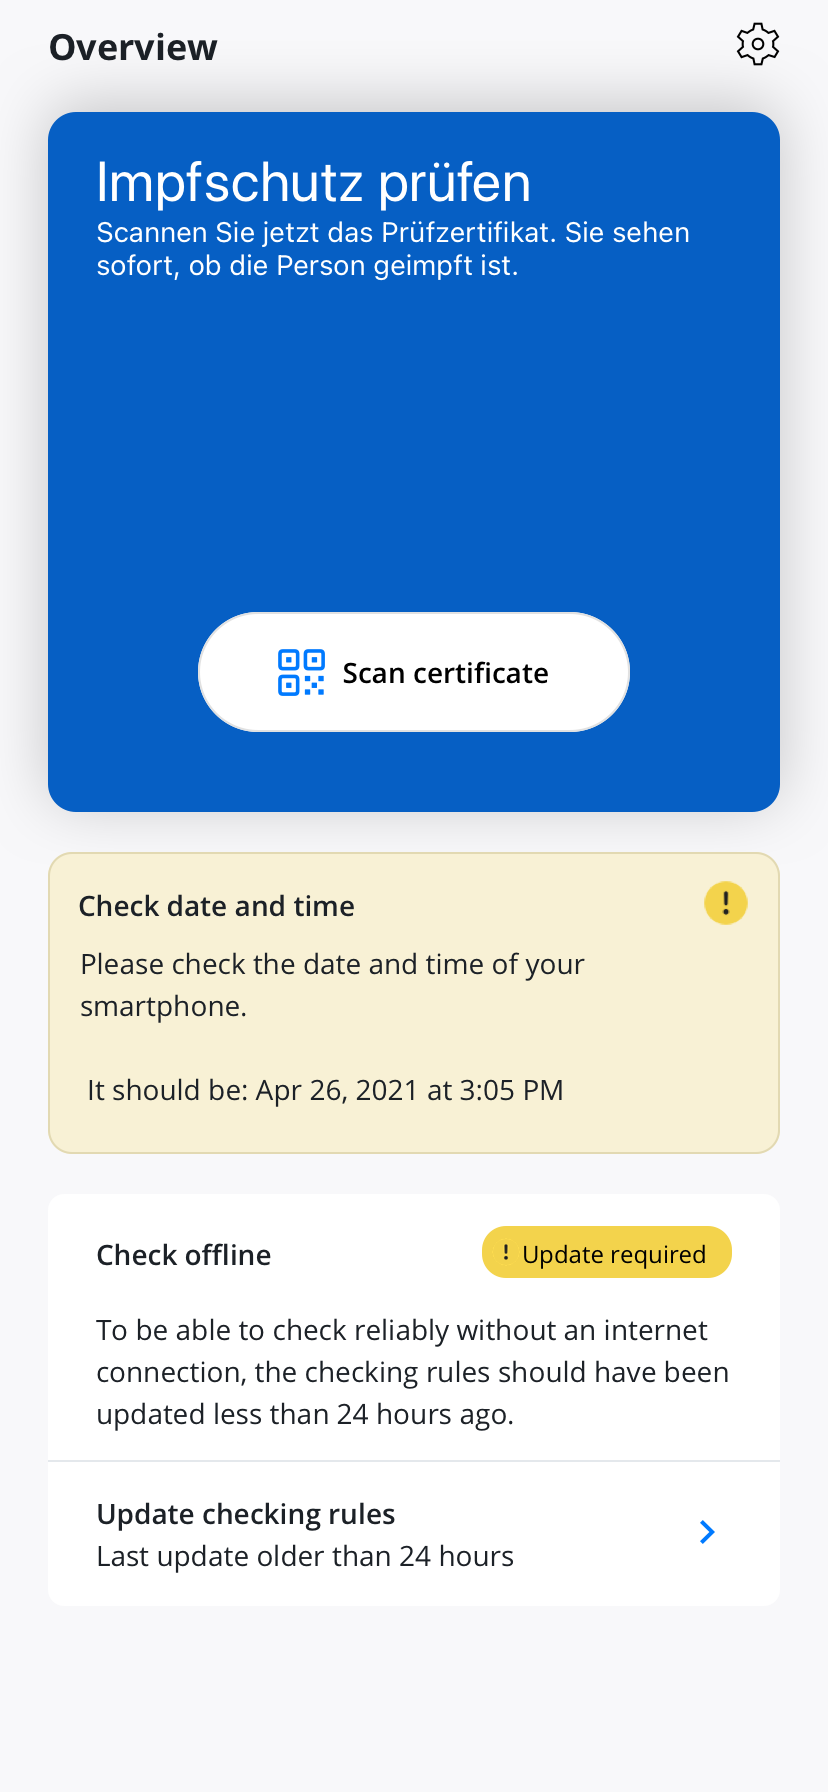 Overview
Impfschutz prüfen
Scannen Sie jetzt das Prüfzertifikat. Sie sehen
sofort, ob die Person geimpft ist.
Scan certificate
Check date and time
!
Please check the date and time of your
smartphone.
It should be: Apr 26, 2021 at 3:05 PM
Check offline
! Update required
To be able to check reliably without an internet
connection, the checking rules should have been
updated less than 24 hours ago.
Update checking rules
Last update older than 24 hours